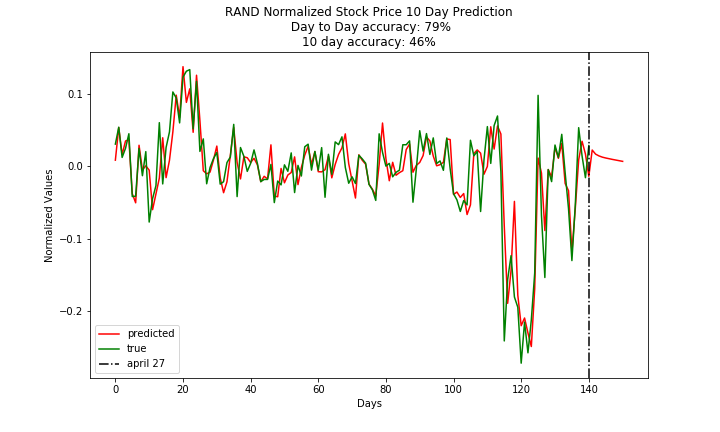 RAND Normalized Stock Price 10 Day Prediction
Day to Day accuracy: 79%
10 day accuracy: 46%
Normalized Values
0.1
0.0
−0.1
−0.2
predicted
true
april 27
0
20
40
60
80
100
120
140
Days